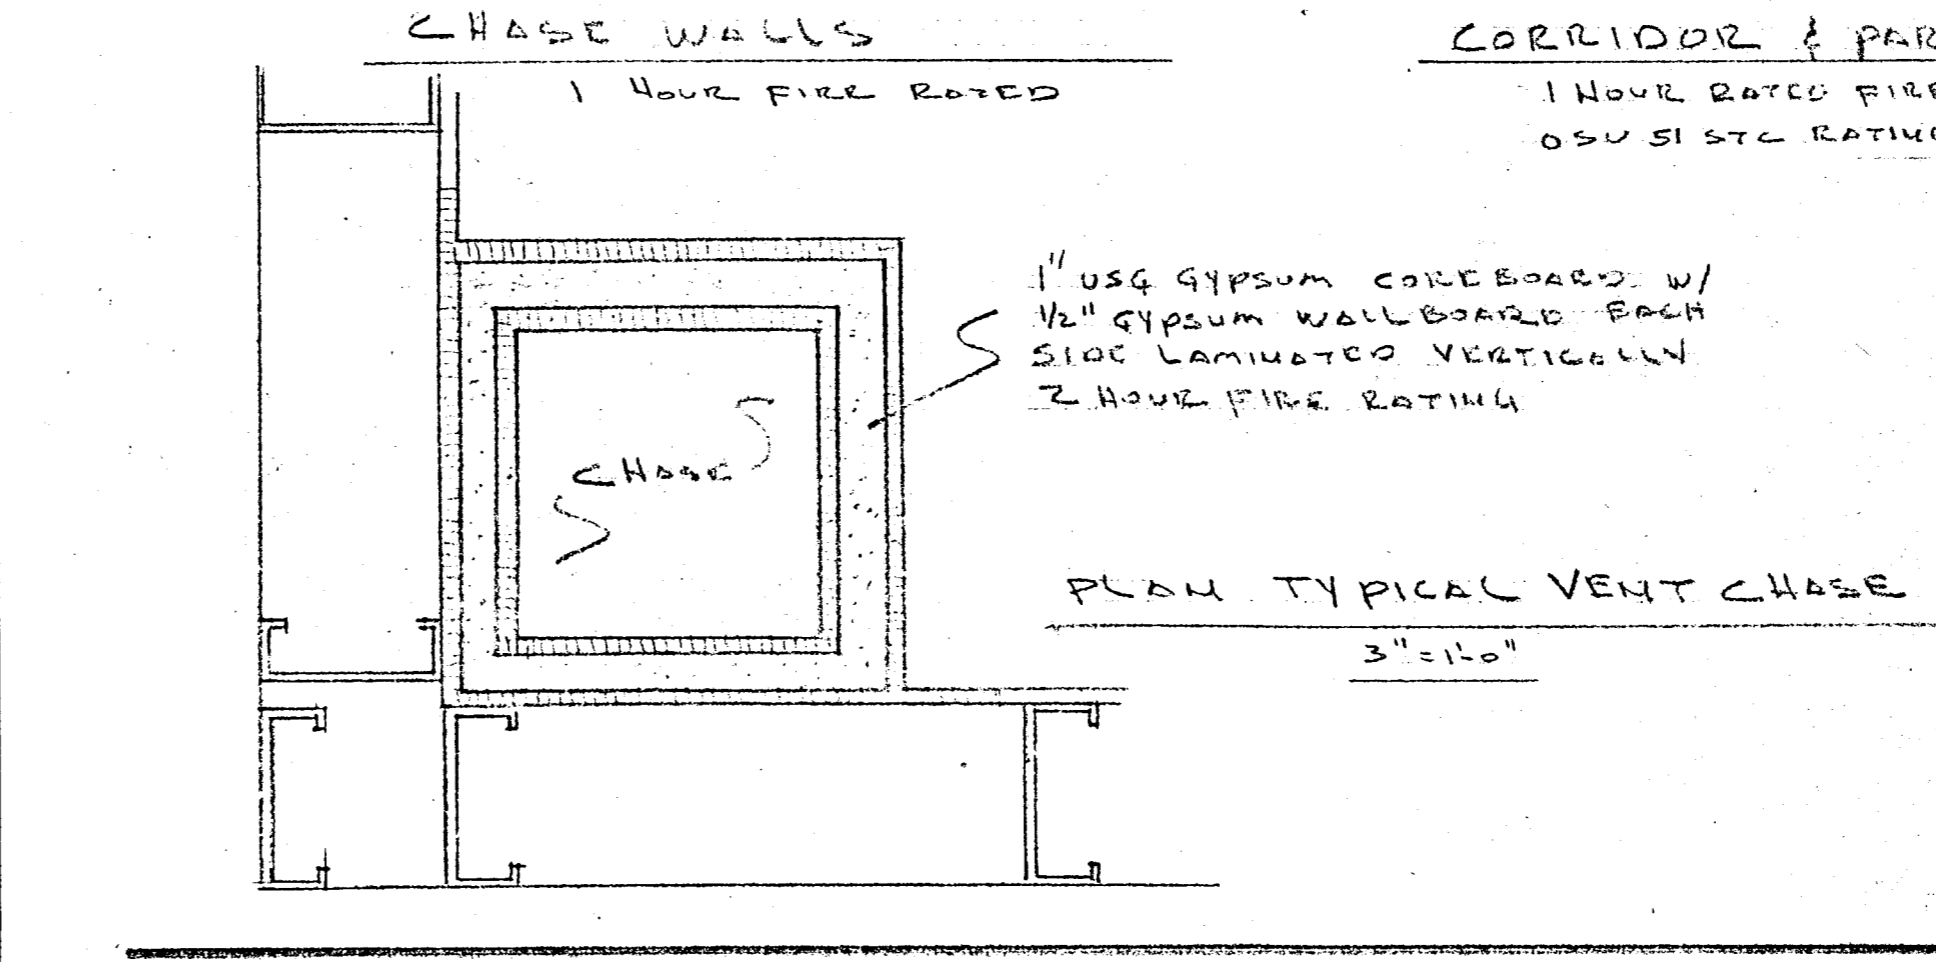 CHASE WALLS
1 HOUR FIRE RATED
CORRIDOR & PAR
1 HOUR RATED FIRE
OSU 51 STC RATING
1" USG GYPSUM COREBOARD W/
1/2" GYPSUM WALLBOARD EACH
SIDE LAMINATED VERTICALLY
2 HOUR FIRE RATING
CHASE
PLAN TYPICAL VENT CHASE
3"=1'-0"